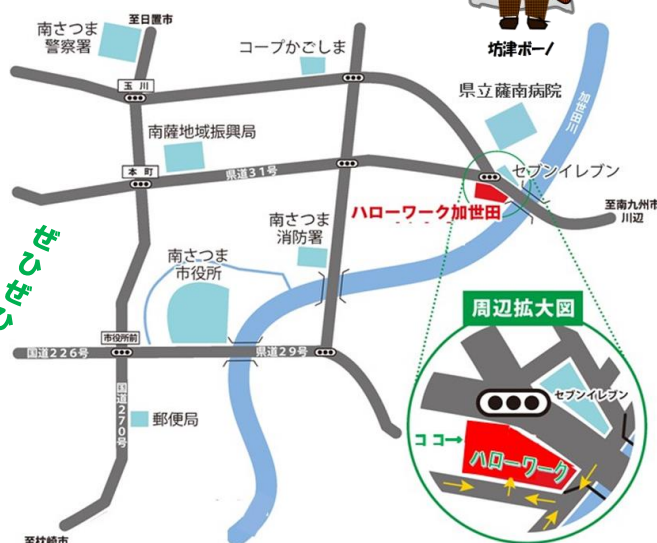 至日置市
南さつま
警察署
コープかごしま
坊津ボーノ
玉川
県立薩南病院
加世田川
南薩地域振興局
本町
県道31号
セブンイレブン
ハローワーク加世田
至南九州市
川辺
ぜひぜひ
南さつま
消防署
南さつま
市役所
周辺拡大図
市役所前
国道226号
県道29号
国道270号
郵便局
セブンイレブン
ココ→
ハローワーク
至枕崎市